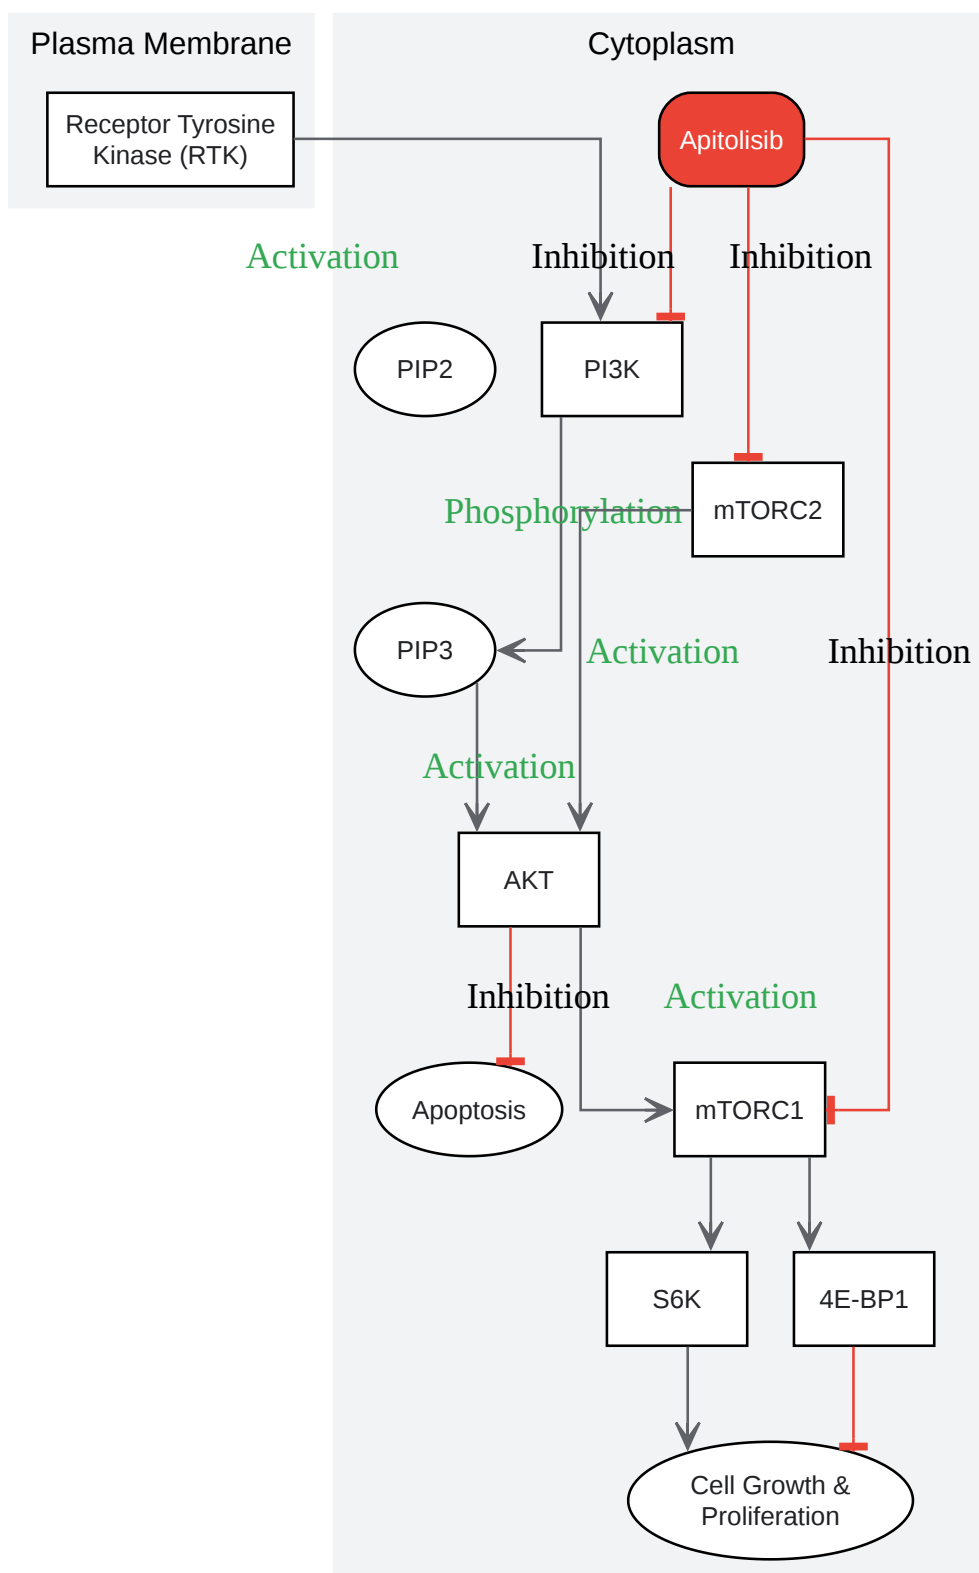 Plasma Membrane
Cytoplasm
Receptor Tyrosine
Kinase (RTK)
Apitolisib
Activation
Inhibition
Inhibition
PIP2
PI3K
Phosphorylation
mTORC2
PIP3
Activation
Inhibition
Activation
AKT
Inhibition
Activation
Apoptosis
mTORC1
S6K
4E-BP1
Cell Growth &
Proliferation